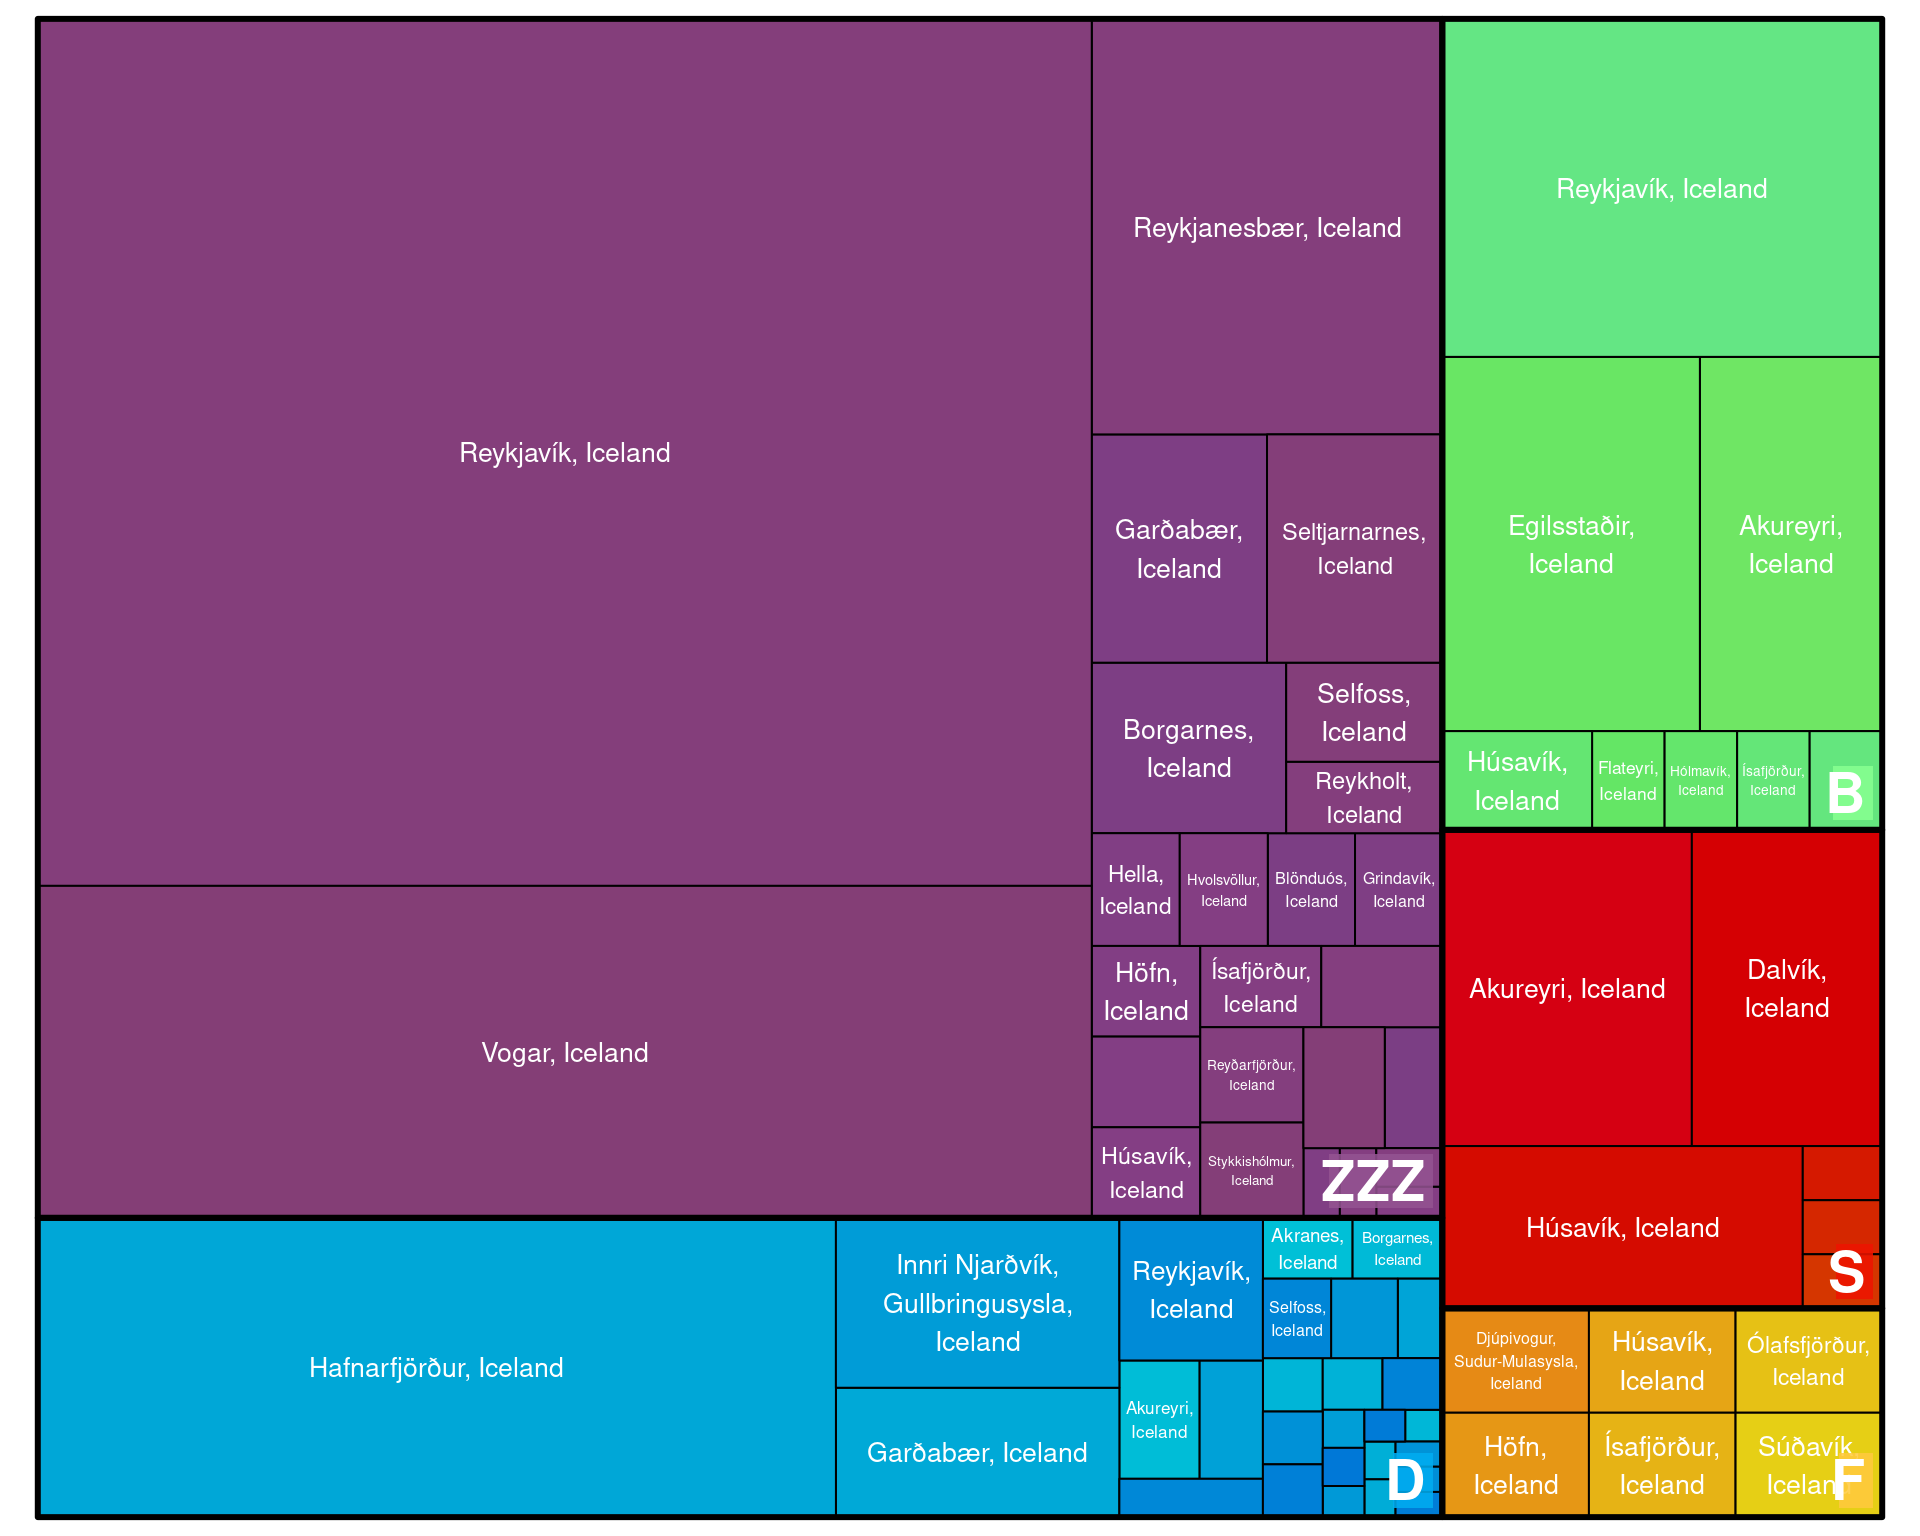 Reykjavík, Iceland
Vogar, Iceland
Reykjanesbær, Iceland
Garðabær,
Iceland
Seltjarnarnes,
Iceland
Borgarnes,
Iceland
Selfoss,
Iceland
Reykholt,
Iceland
Hella,
Iceland
Hvolsvöllur,
Iceland
Blönduós,
Iceland
Grindavík,
Iceland
Höfn,
Iceland
Ísafjörður,
Iceland
Reyðarfjörður,
Iceland
Húsavík,
Iceland
Stykkishólmur,
Iceland
ZZZ
Hafnarfjörður, Iceland
Innri Njarðvík,
Gullbringusysla,
Iceland
Garðabær, Iceland
Reykjavík,
Iceland
Akureyri,
Iceland
Akranes,
Iceland
Borgarnes,
Iceland
Selfoss,
Iceland
D
Reykjavík, Iceland
Egilsstaðir,
Iceland
Akureyri,
Iceland
Húsavík,
Iceland
Flateyri,
Iceland
Hólmavík,
Iceland
Ísafjörður,
Iceland
B
Akureyri, Iceland
Dalvík,
Iceland
Húsavík, Iceland
S
Djúpivogur,
Sudur-Mulasysla,
Iceland
Húsavík,
Iceland
Ólafsfjörður,
Iceland
Höfn,
Iceland
Ísafjörður,
Iceland
Súðavík,
Iceland
F